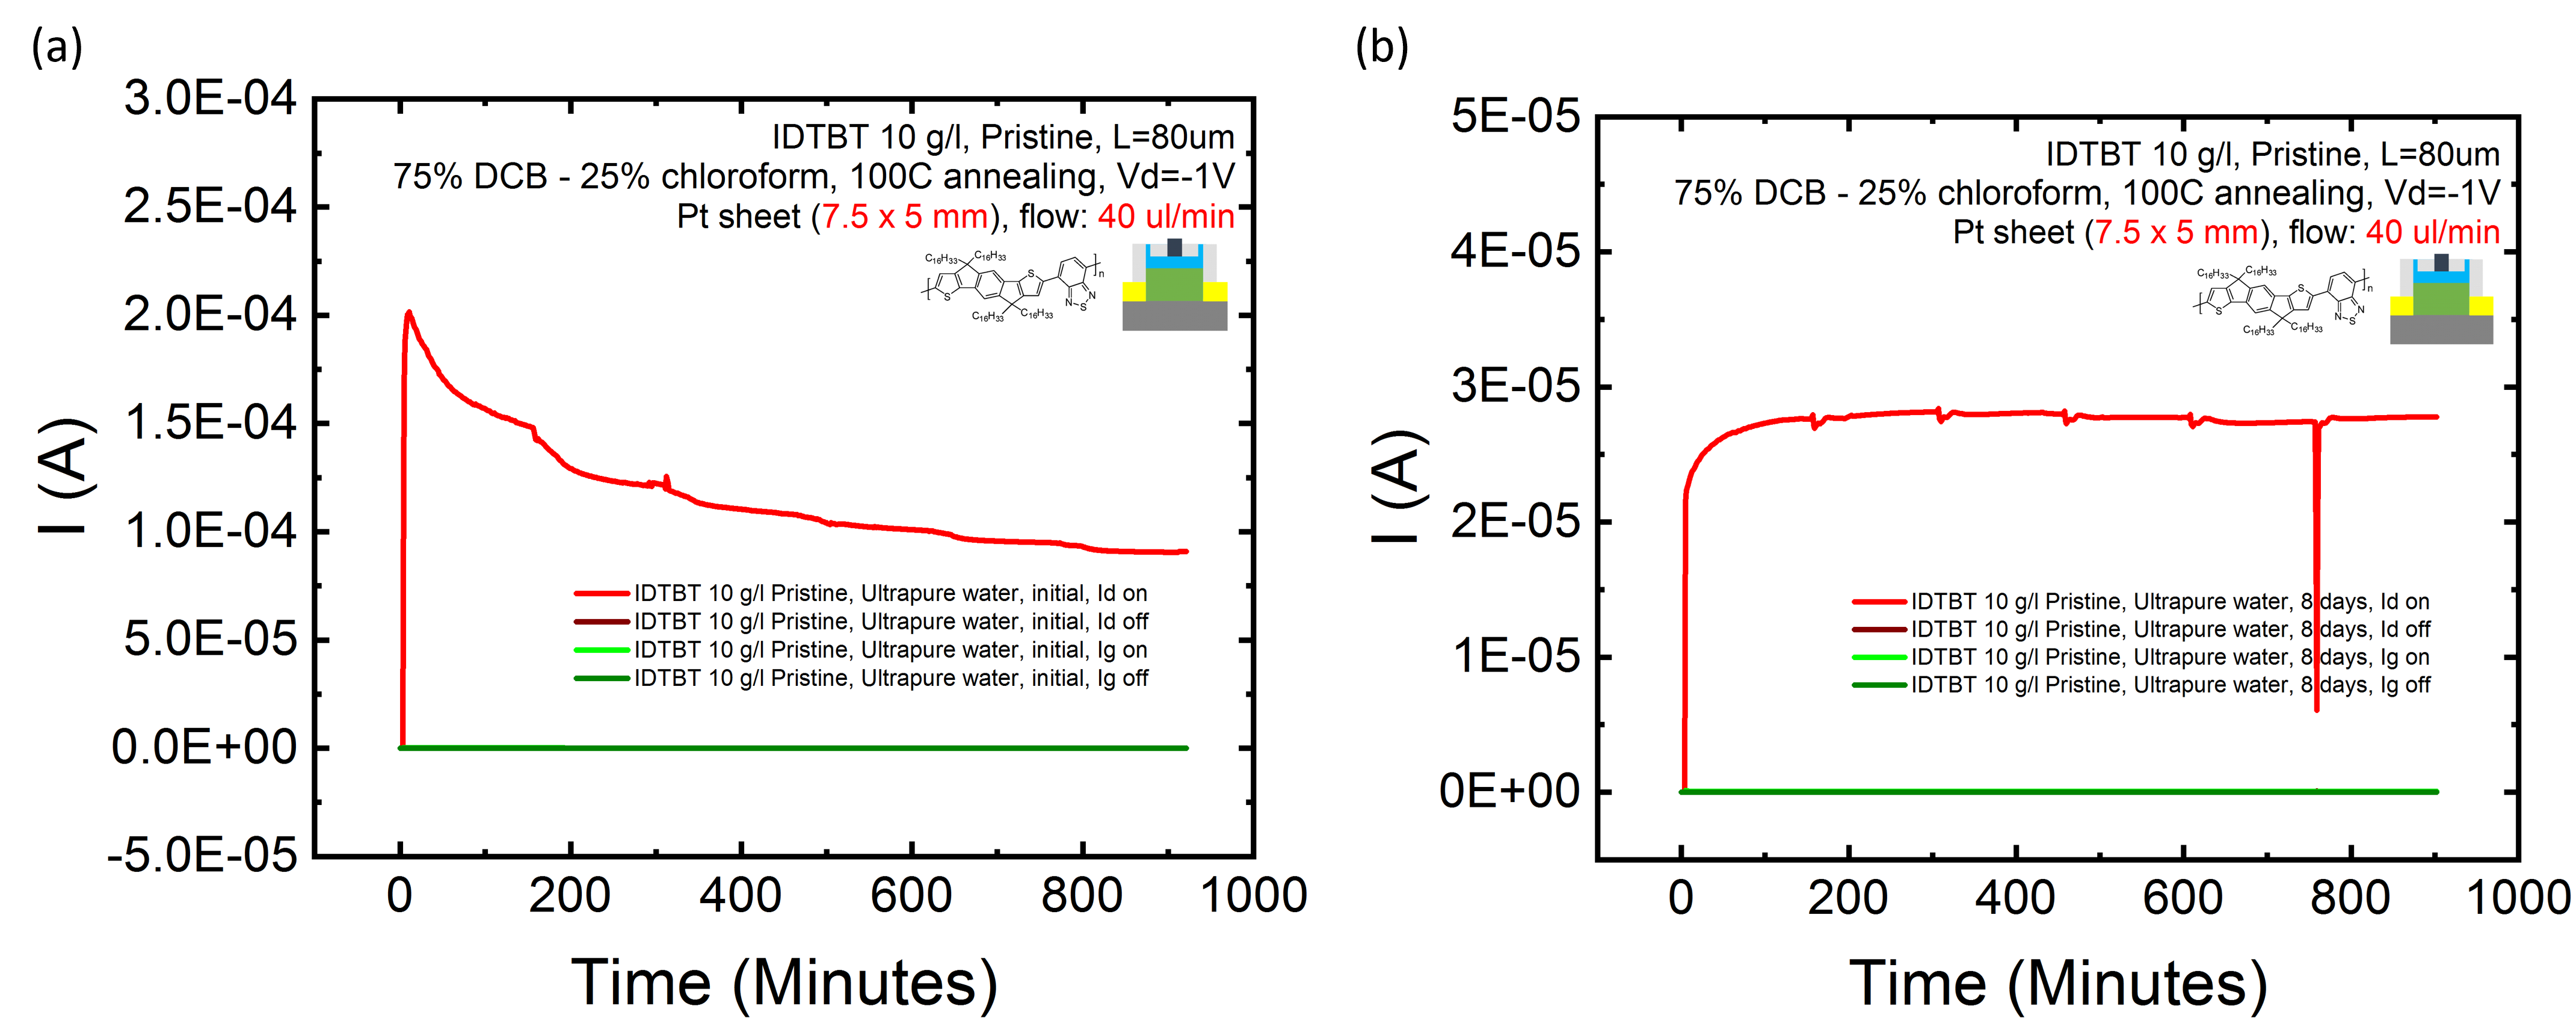 (a)
3.0E-04
2.5E-04
2.0E-04
1.5E-04
1.0E-04
5.0E-05
0.0E+00
-5.0E-05
I (A)
IDTBT 10 g/l, Pristine, L=80um
75% DCB - 25% chloroform, 100C annealing, Vd=-1V
Pt sheet (7.5 x 5 mm), flow: 40 ul/min
C16H33 C16H33
S
S
N S N
n
C16H33 C16H33
IDTBT 10 g/l Pristine, Ultrapure water, initial, Id on
IDTBT 10 g/l Pristine, Ultrapure water, initial, Id off
IDTBT 10 g/l Pristine, Ultrapure water, initial, Ig on
IDTBT 10 g/l Pristine, Ultrapure water, initial, Ig off
0 200 400 600 800 1000
Time (Minutes)
(b)
5E-05
4E-05
3E-05
2E-05
1E-05
0E+00
I (A)
IDTBT 10 g/l, Pristine, L=80um
75% DCB - 25% chloroform, 100C annealing, Vd=-1V
Pt sheet (7.5 x 5 mm), flow: 40 ul/min
C16H33 C16H33
S
S
N S N
n
C16H33 C16H33
IDTBT 10 g/l Pristine, Ultrapure water, 8 days, Id on
IDTBT 10 g/l Pristine, Ultrapure water, 8 days, Id off
IDTBT 10 g/l Pristine, Ultrapure water, 8 days, Ig on
IDTBT 10 g/l Pristine, Ultrapure water, 8 days, Ig off
0 200 400 600 800 1000
Time (Minutes)